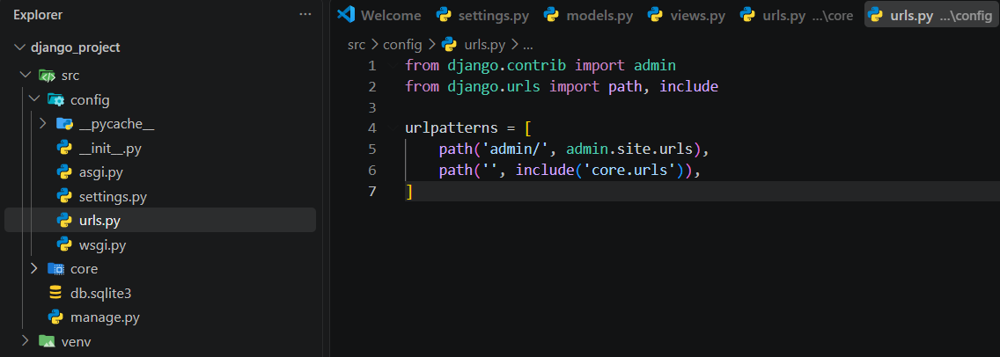 Explorer
django_project
src
config
__pycache__
__init__.py
asgi.py
settings.py
urls.py
wsgi.py
core
db.sqlite3
manage.py
venv
Welcome settings.py models.py views.py urls.py ...\core urls.py ...\config
src > config > urls.py > ...
1 from django.contrib import admin
2 from django.urls import path, include
3
4 urlpatterns = [
5     path('admin/', admin.site.urls),
6     path('', include('core.urls')),
7 ]